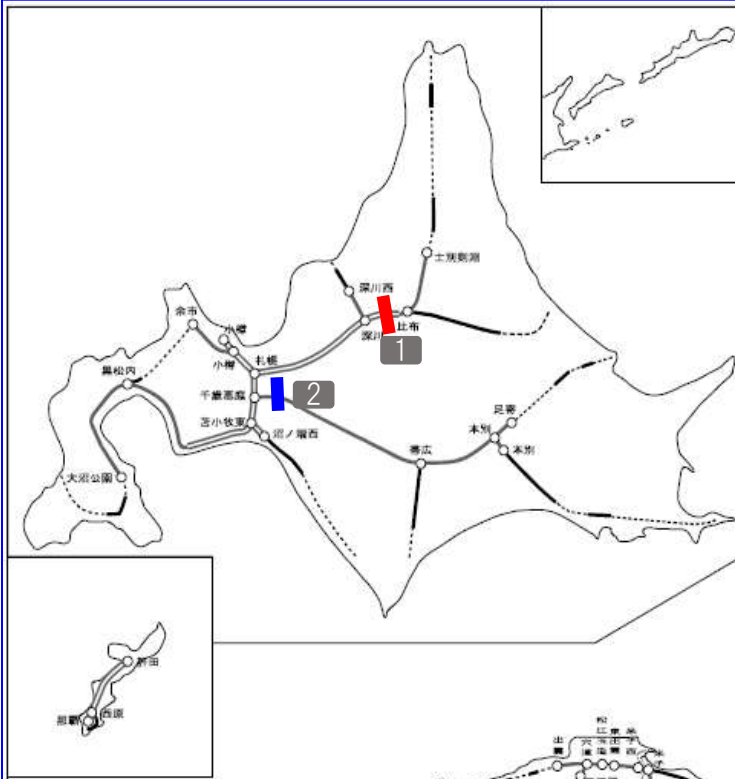 士別剣淵
深川西
深川
比布
1
余市
小樽
小樽
札幌
黒松内
千歳恵庭
2
足寄
苫小牧東
沼ノ端西
本別
本別
帯広
大沼公園
許田
西原
那覇